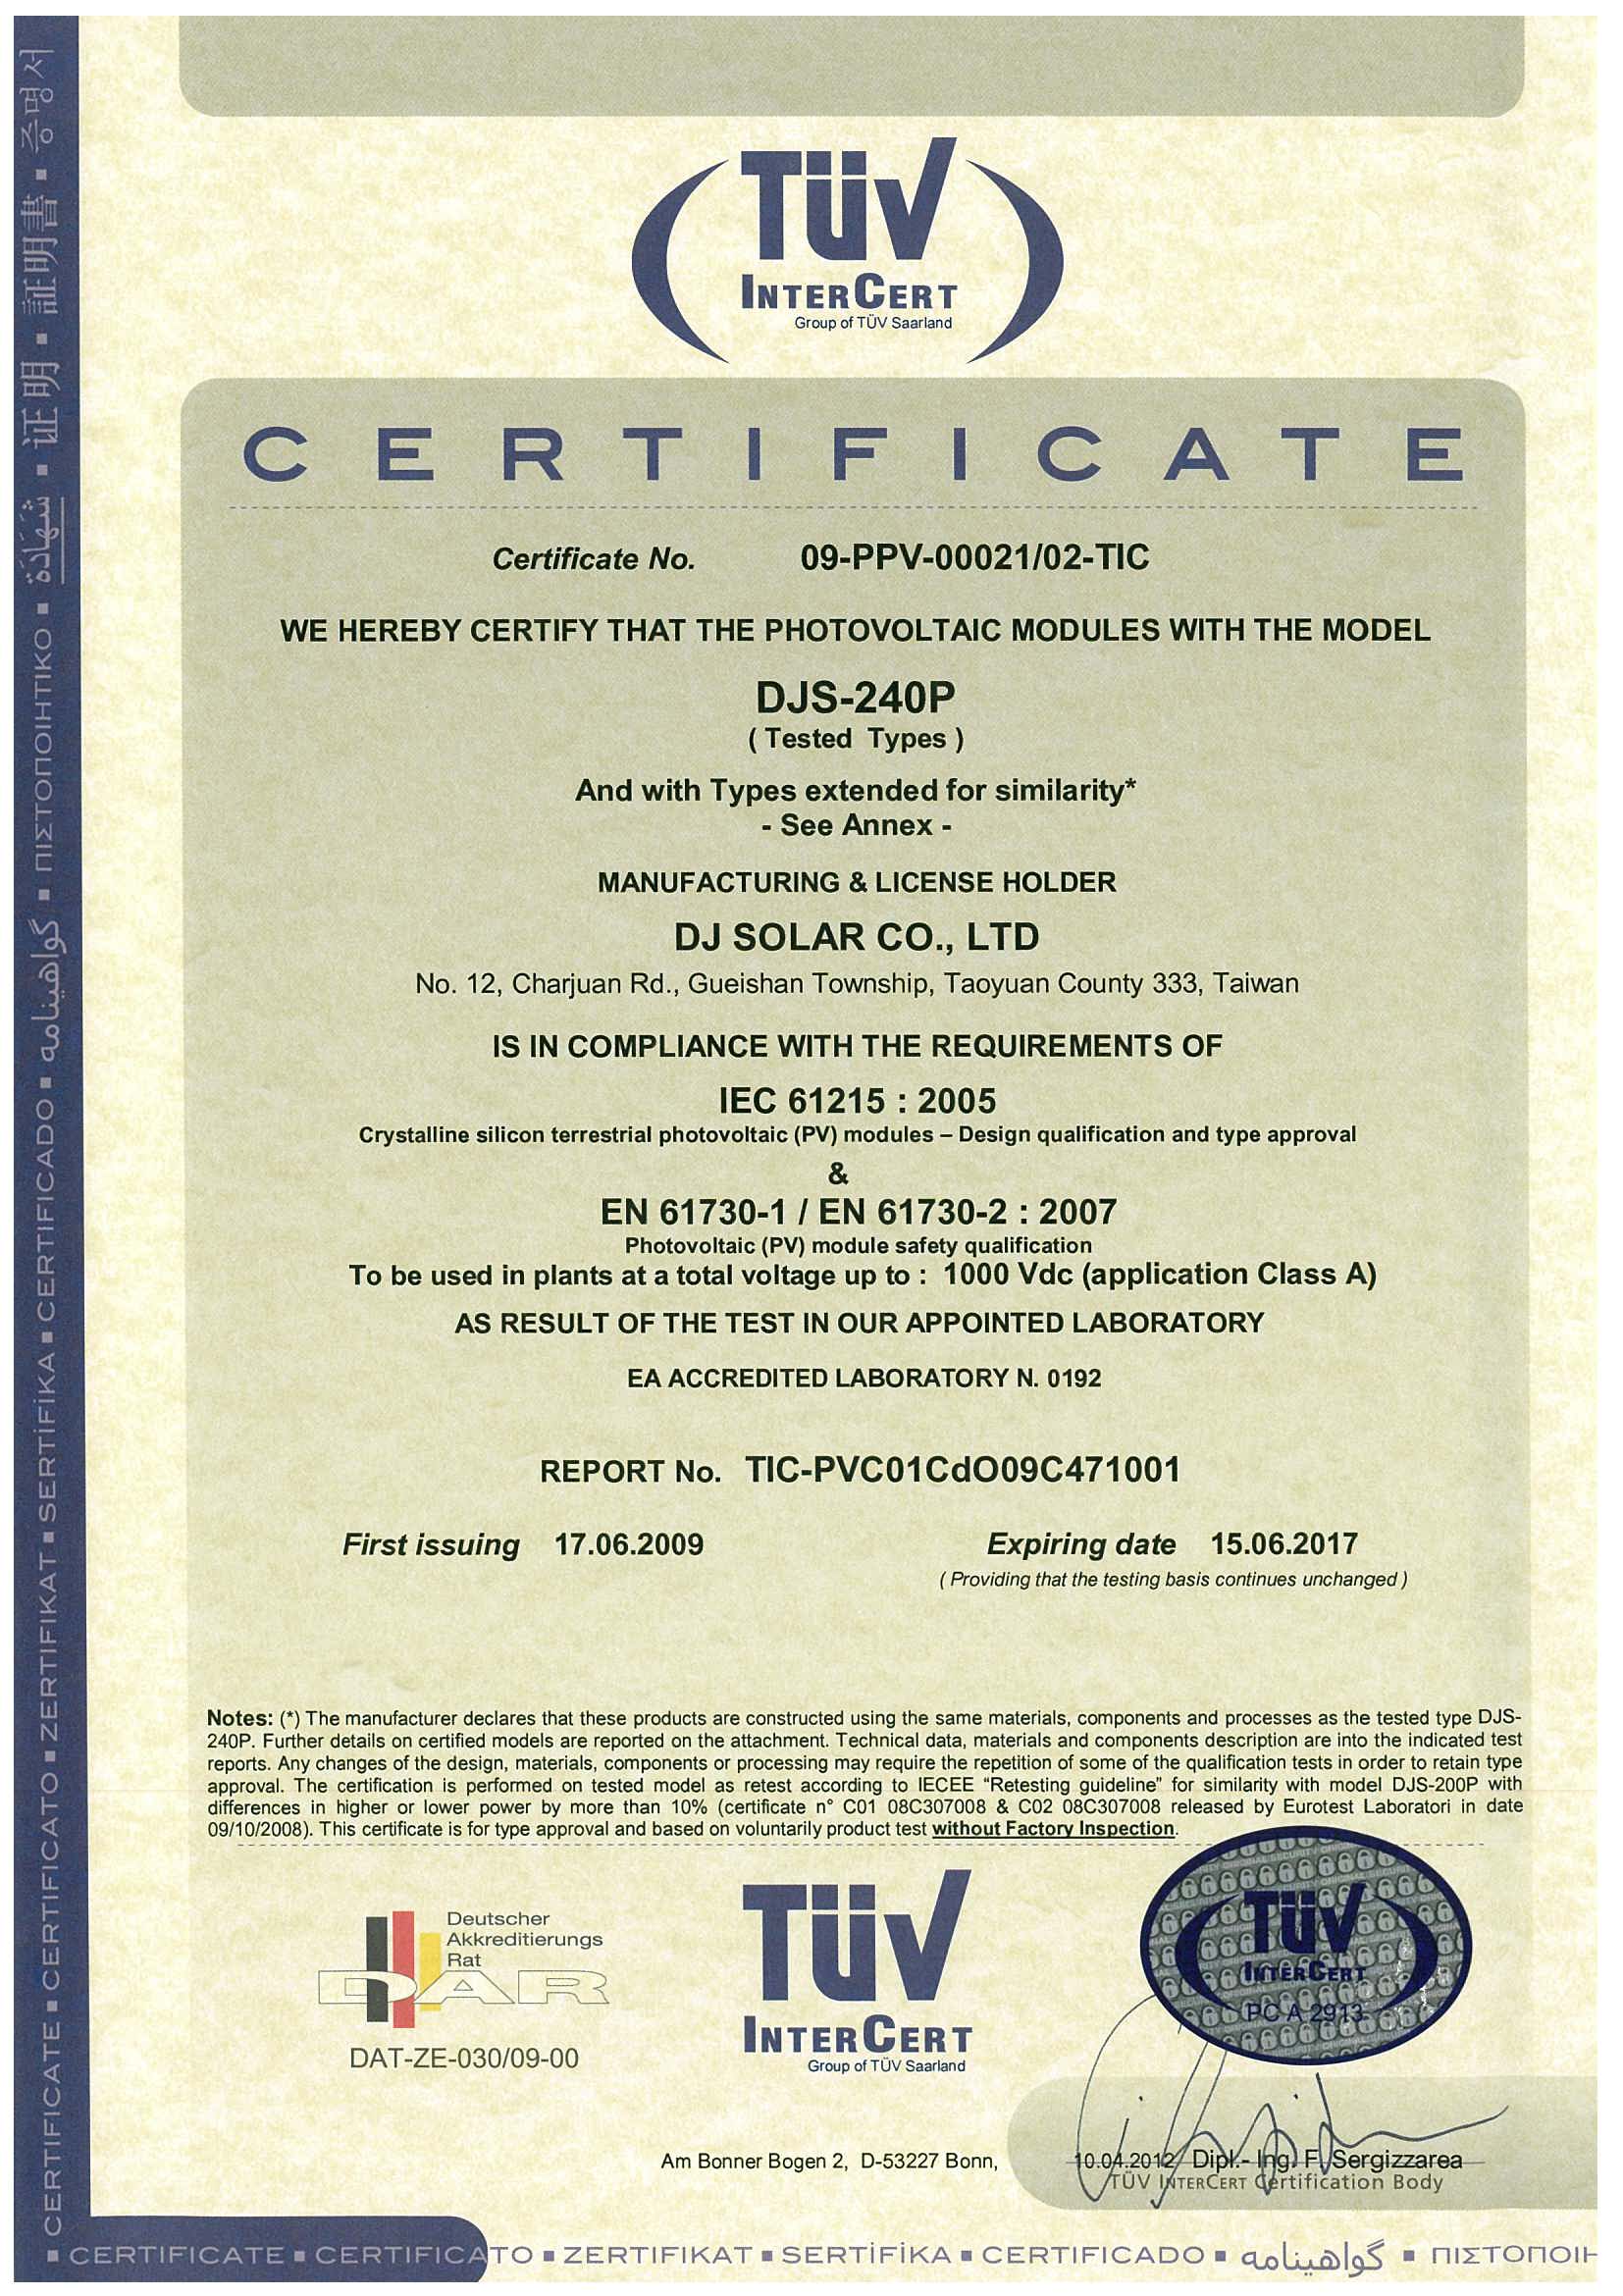 TÜV
INTERCERT
Group of TÜV Saarland
CERTIFICATE
Certificate No. 09-PPV-00021/02-TIC
WE HEREBY CERTIFY THAT THE PHOTOVOLTAIC MODULES WITH THE MODEL
DJS-240P
( Tested Types )
And with Types extended for similarity*
- See Annex -
MANUFACTURING & LICENSE HOLDER
DJ SOLAR CO., LTD
No. 12, Charjuan Rd., Gueishan Township, Taoyuan County 333, Taiwan
IS IN COMPLIANCE WITH THE REQUIREMENTS OF
IEC 61215 : 2005
Crystalline silicon terrestrial photovoltaic (PV) modules – Design qualification and type approval
&
EN 61730-1 / EN 61730-2 : 2007
Photovoltaic (PV) module safety qualification
To be used in plants at a total voltage up to : 1000 Vdc (application Class A)
AS RESULT OF THE TEST IN OUR APPOINTED LABORATORY
EA ACCREDITED LABORATORY N. 0192
REPORT No. TIC-PVC01CdO09C471001
First issuing 17.06.2009 Expiring date 15.06.2017
( Providing that the testing basis continues unchanged )
Notes: (*) The manufacturer declares that these products are constructed using the same materials, components and processes as the tested type DJS-
240P. Further details on certified models are reported on the attachment. Technical data, materials and components description are into the indicated test
reports. Any changes of the design, materials, components or processing may require the repetition of some of the qualification tests in order to retain type
approval. The certification is performed on tested model as retest according to IECEE “Retesting guideline” for similarity with model DJS-200P with
differences in higher or lower power by more than 10% (certificate n° C01 08C307008 & C02 08C307008 released by Eurotest Laboratori in date
09/10/2008). This certificate is for type approval and based on voluntarily product test without Factory Inspection.
Deutscher
Akkreditierungs
Rat
DAR
DAT-ZE-030/09-00
TÜV
INTERCERT
Group of TÜV Saarland
TÜV
INTERCERT
PC A 2913
Am Bonner Bogen 2, D-53227 Bonn, 10.04.2012 Dipl.- Ing. F. Sergizzarea
TÜV INTERCERT Certification Body
▪ CERTIFICATE ▪ CERTIFICATO ▪ ZERTIFIKAT ▪ SERTİFİKA ▪ CERTIFICADO ▪ گواهینامه ▪ ΠΙΣΤΟΠΟΙΗ
CERTIFICATE ▪ CERTIFICATO ▪ ZERTIFIKAT ▪ SERTİFİKA ▪ CERTIFICADO ▪ گواهینامه ▪ ΠΙΣΤΟΠΟΙΗΤΙΚΟ ▪ شَهَادَة ▪ 证明 ▪ 証明書 ▪ 증명서